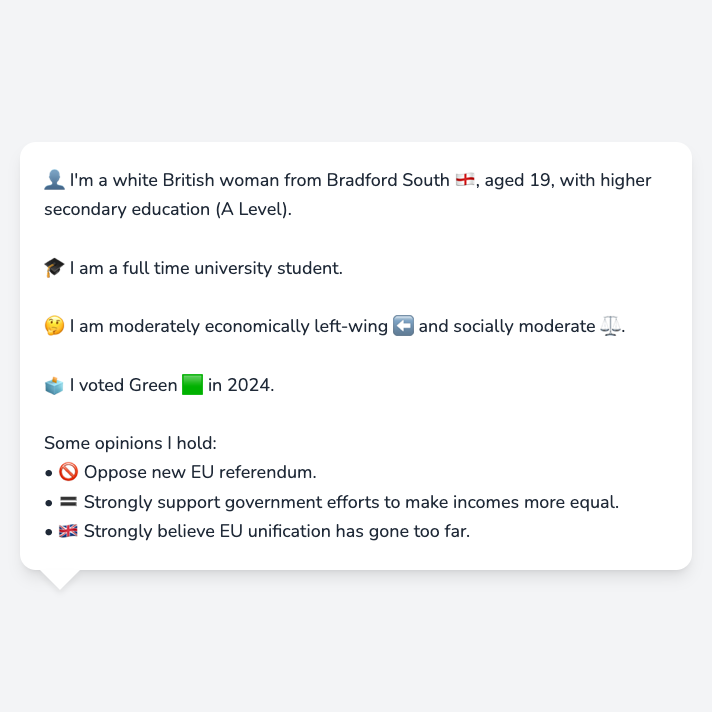 👤 I'm a white British woman from Bradford South 🏴󠁧󠁢󠁥󠁮󠁧󠁿, aged 19, with higher
secondary education (A Level).
🎓 I am a full time university student.
🤔 I am moderately economically left-wing ⬅️ and socially moderate ⚖️.
🗳️ I voted Green 🟩 in 2024.
Some opinions I hold:
• 🚫 Oppose new EU referendum.
• 🟰 Strongly support government efforts to make incomes more equal.
• 🇬🇧 Strongly believe EU unification has gone too far.